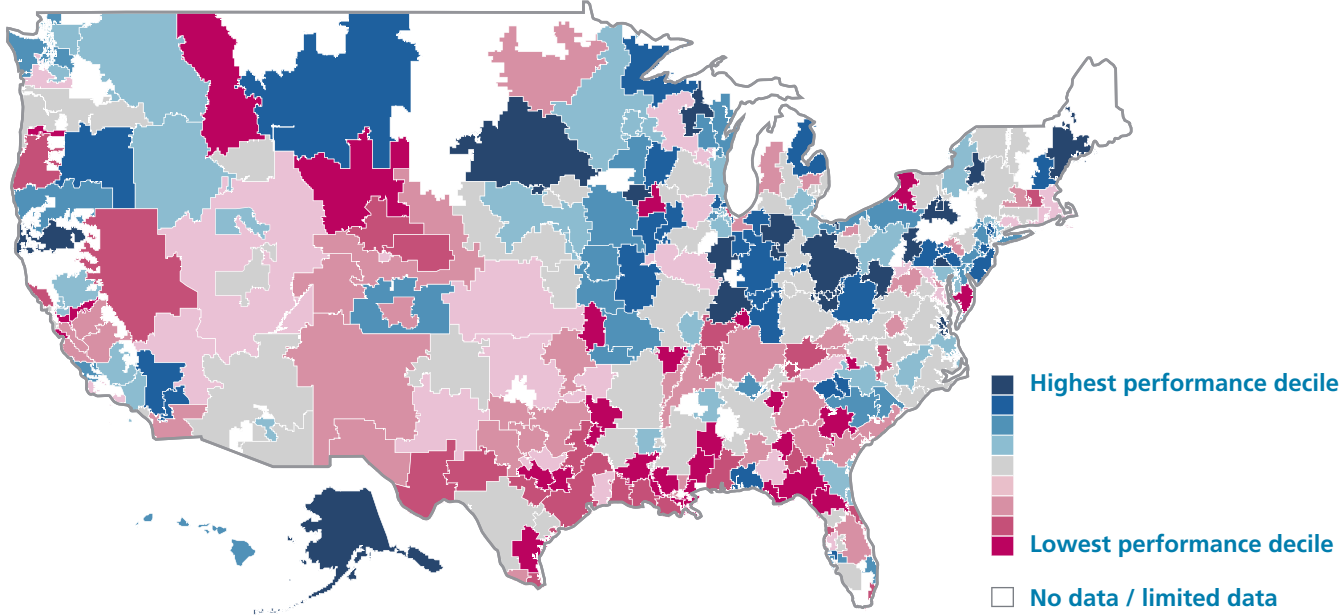 Highest performance decile
Lowest performance decile
No data / limited data